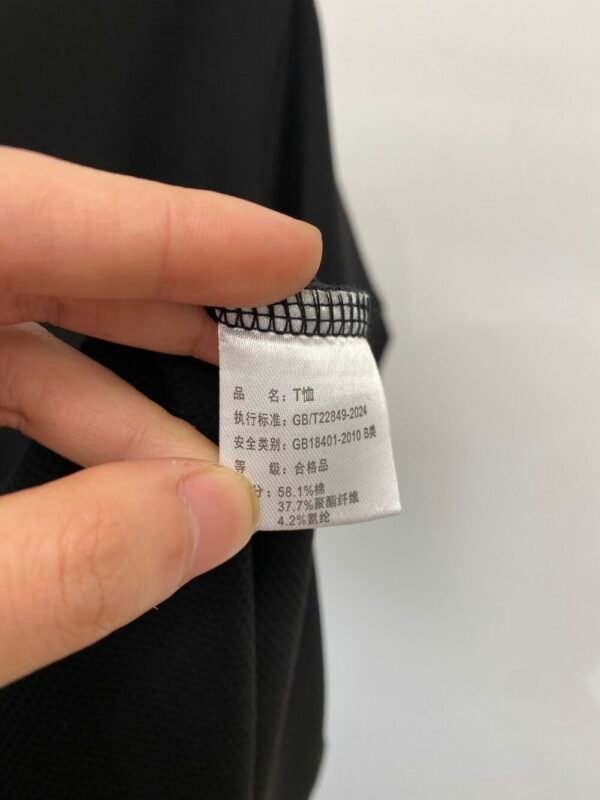 品 名：T恤
执行标准：GB/T22849-2024
安全类别：GB18401-2010 B类
等 级：合格品
分：58.1%棉
37.7%聚酯纤维
4.2%氨纶